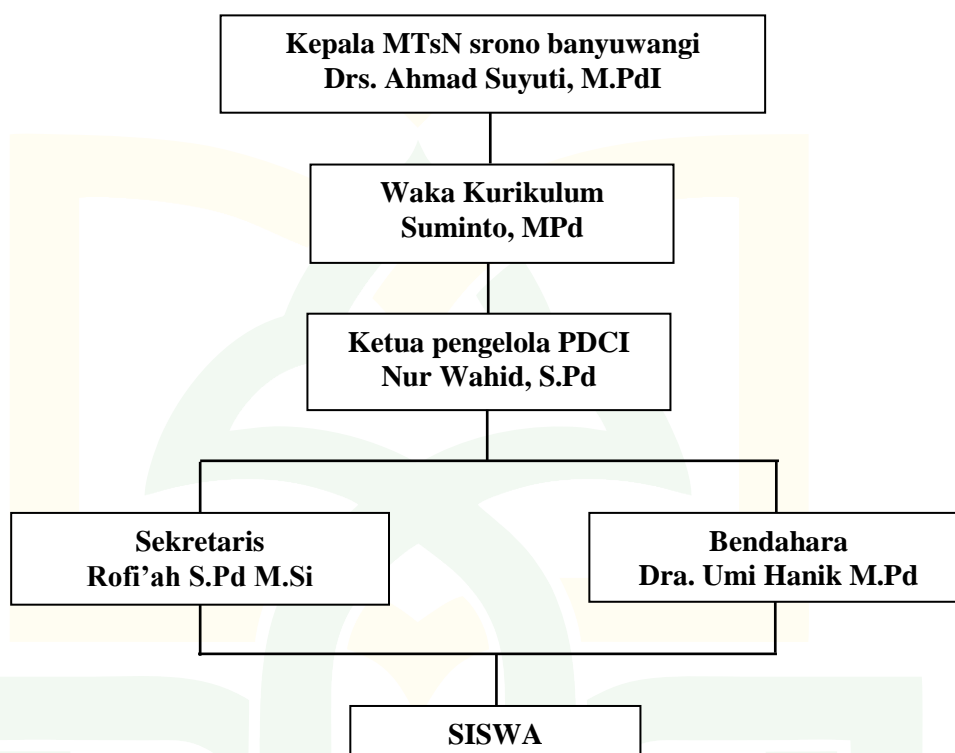 Kepala MTsN srono banyuwangi
Drs. Ahmad Suyuti, M.PdI
Waka Kurikulum
Suminto, MPd
Ketua pengelola PDCI
Nur Wahid, S.Pd
Sekretaris
Rofi’ah S.Pd M.Si
Bendahara
Dra. Umi Hanik M.Pd
SISWA